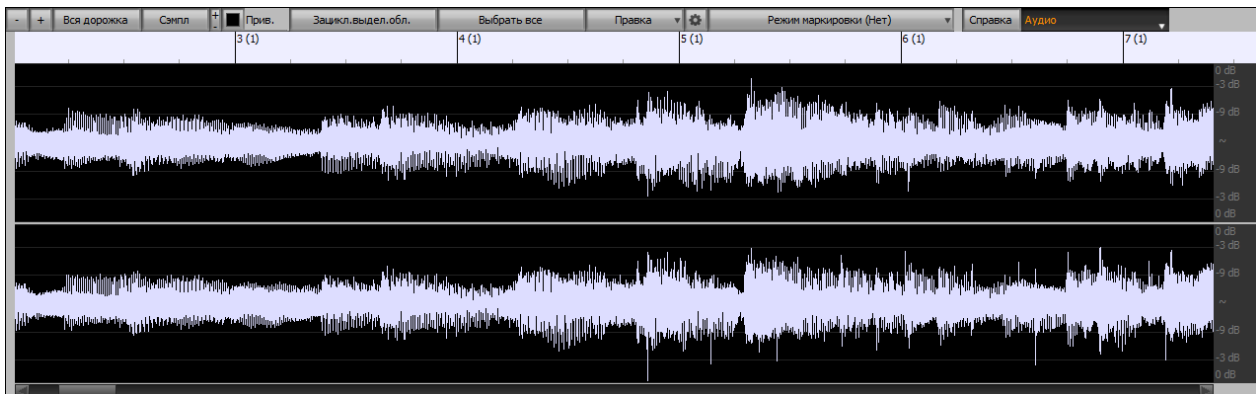 - + Вся дорожка Сэмпл + - Прив. Зацикл.выдел.обл. Выбрать все Правка Режим маркировки (Нет) Справка Аудио
3 (1) 4 (1) 5 (1) 6 (1) 7 (1)
0 dB
-3 dB
-9 dB
~
-9 dB
-3 dB
0 dB
0 dB
-3 dB
-9 dB
~
-9 dB
-3 dB
0 dB